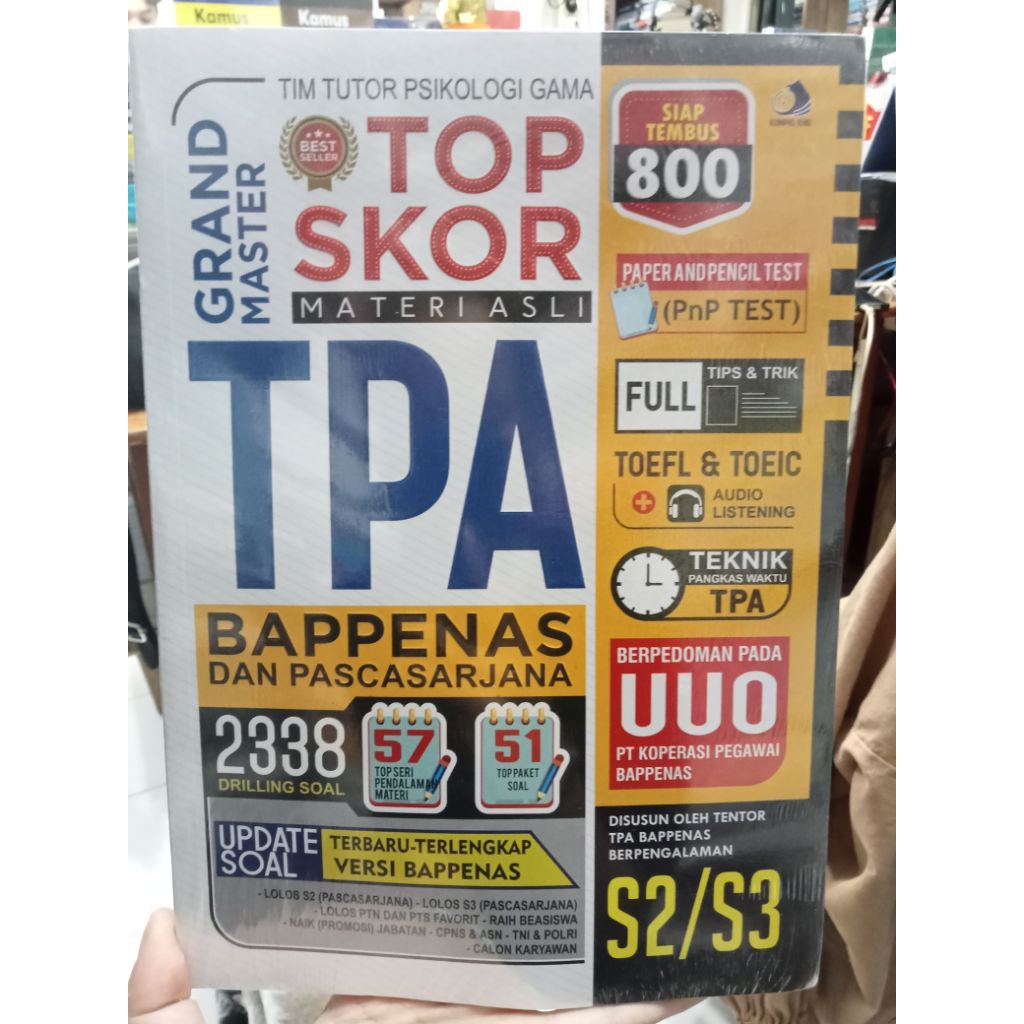 Kamus
Kamus
TIM TUTOR PSIKOLOGI GAMA
GRAND
MASTER
BEST
SELLER
TOP
SKOR
MATERI ASLI
TPA
BAPPENAS
DAN PASCASARJANA
2338
DRILLING SOAL
57
TOP SERI
PENDALAMAN
MATERI
51
TOP PAKET
SOAL
UPDATE
SOAL
TERBARU-TERLENGKAP
VERSI BAPPENAS
- LOLOS S2 (PASCASARJANA) - LOLOS S3 (PASCASARJANA)
- LOLOS PTN DAN PTS FAVORIT - RAIH BEASISWA
- NAIK (PROMOSI) JABATAN - CPNS & ASN - TNI & POLRI
- CALON KARYAWAN
SIAP
TEMBUS
800
PAPER AND PENCIL TEST
(PnP TEST)
FULL
TIPS & TRIK
TOEFL & TOEIC
AUDIO
LISTENING
TEKNIK
PANGKAS WAKTU
TPA
BERPEDOMAN PADA
UUO
PT KOPERASI PEGAWAI
BAPPENAS
DISUSUN OLEH TENTOR
TPA BAPPENAS
BERPENGALAMAN
S2/S3